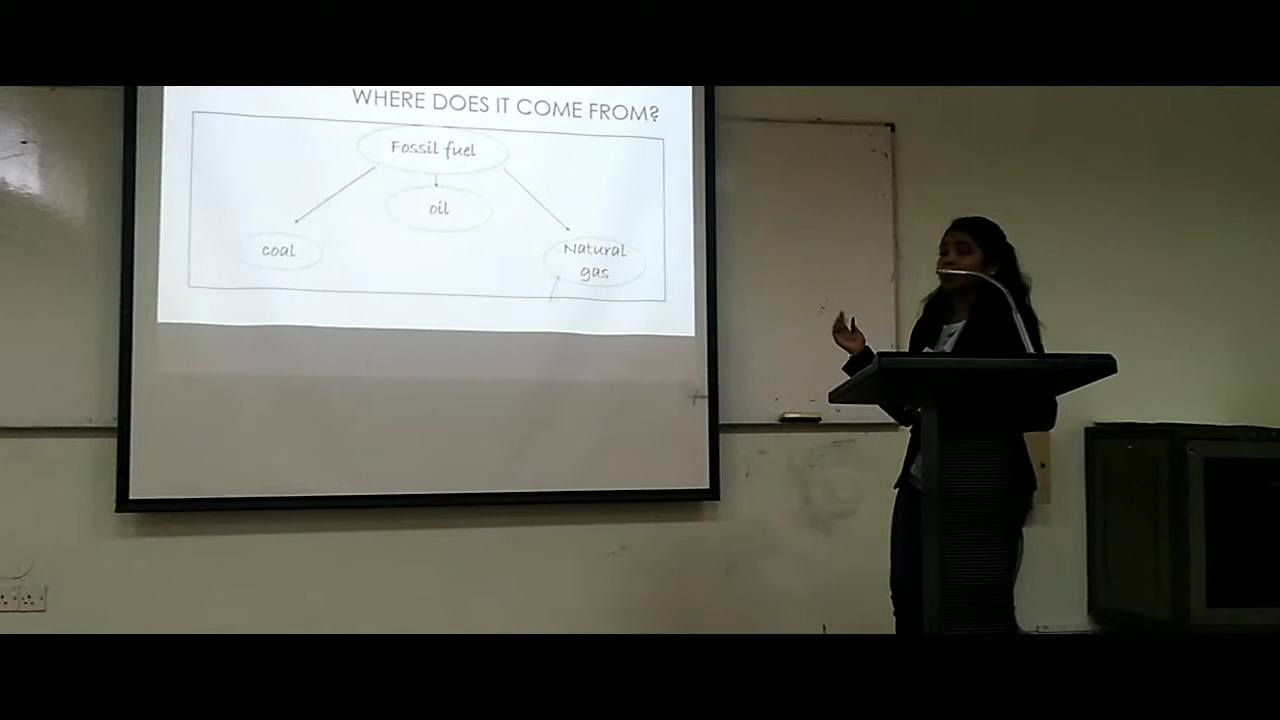 WHERE DOES IT COME FROM?
Fossil fuel
oil
coal
Natural
gas